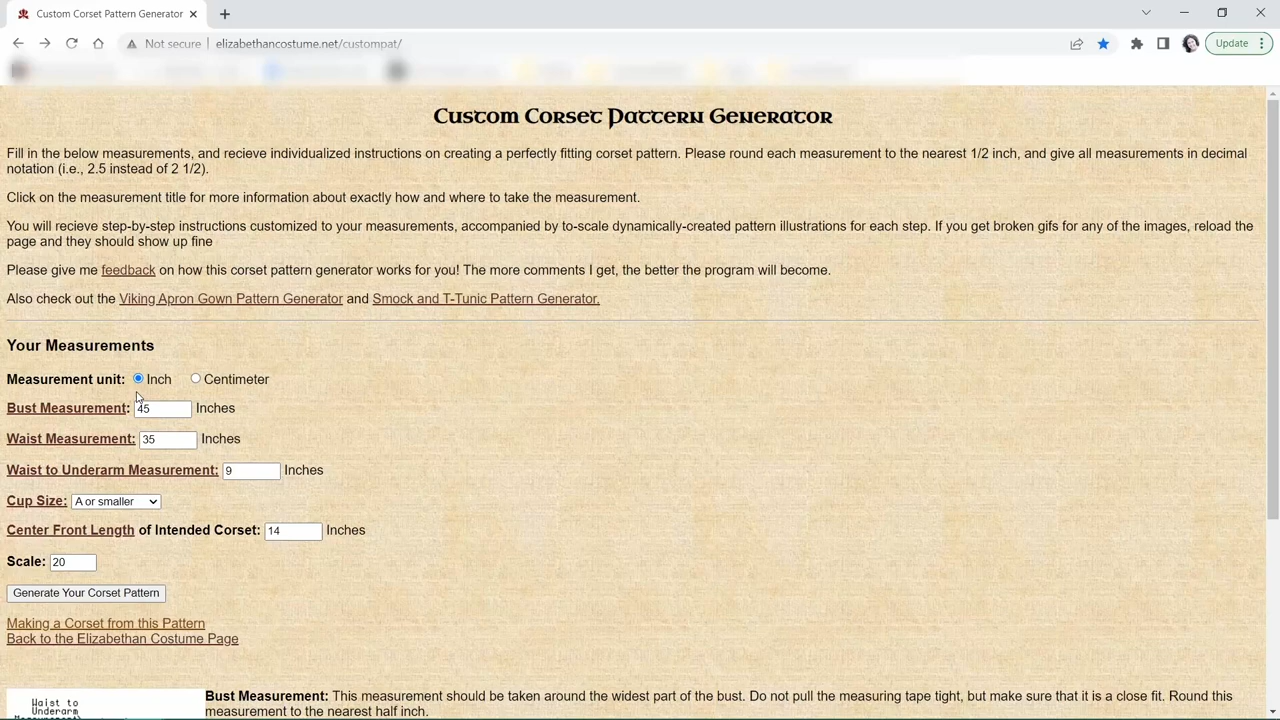 Custom Corset Pattern Generator
Not secure
elizabethancostume.net/custompat/
Update
Custom Corset Pattern Generator
Fill in the below measurements, and recieve individualized instructions on creating a perfectly fitting corset pattern. Please round each measurement to the nearest 1/2 inch, and give all measurements in decimal
notation (i.e., 2.5 instead of 2 1/2).
Click on the measurement title for more information about exactly how and where to take the measurement.
You will recieve step-by-step instructions customized to your measurements, accompanied by to-scale dynamically-created pattern illustrations for each step. If you get broken gifs for any of the images, reload the
page and they should show up fine
Please give me feedback on how this corset pattern generator works for you! The more comments I get, the better the program will become.
Also check out the Viking Apron Gown Pattern Generator and Smock and T-Tunic Pattern Generator.
Your Measurements
Measurement unit: Inch Centimeter
Bust Measurement: 45 Inches
Waist Measurement: 35 Inches
Waist to Underarm Measurement: 9 Inches
Cup Size: A or smaller
Center Front Length of Intended Corset: 14 Inches
Scale: 20
Generate Your Corset Pattern
Making a Corset from this Pattern
Back to the Elizabethan Costume Page
Waist to
Underarm
Bust Measurement: This measurement should be taken around the widest part of the bust. Do not pull the measuring tape tight, but make sure that it is a close fit. Round this
measurement to the nearest half inch.